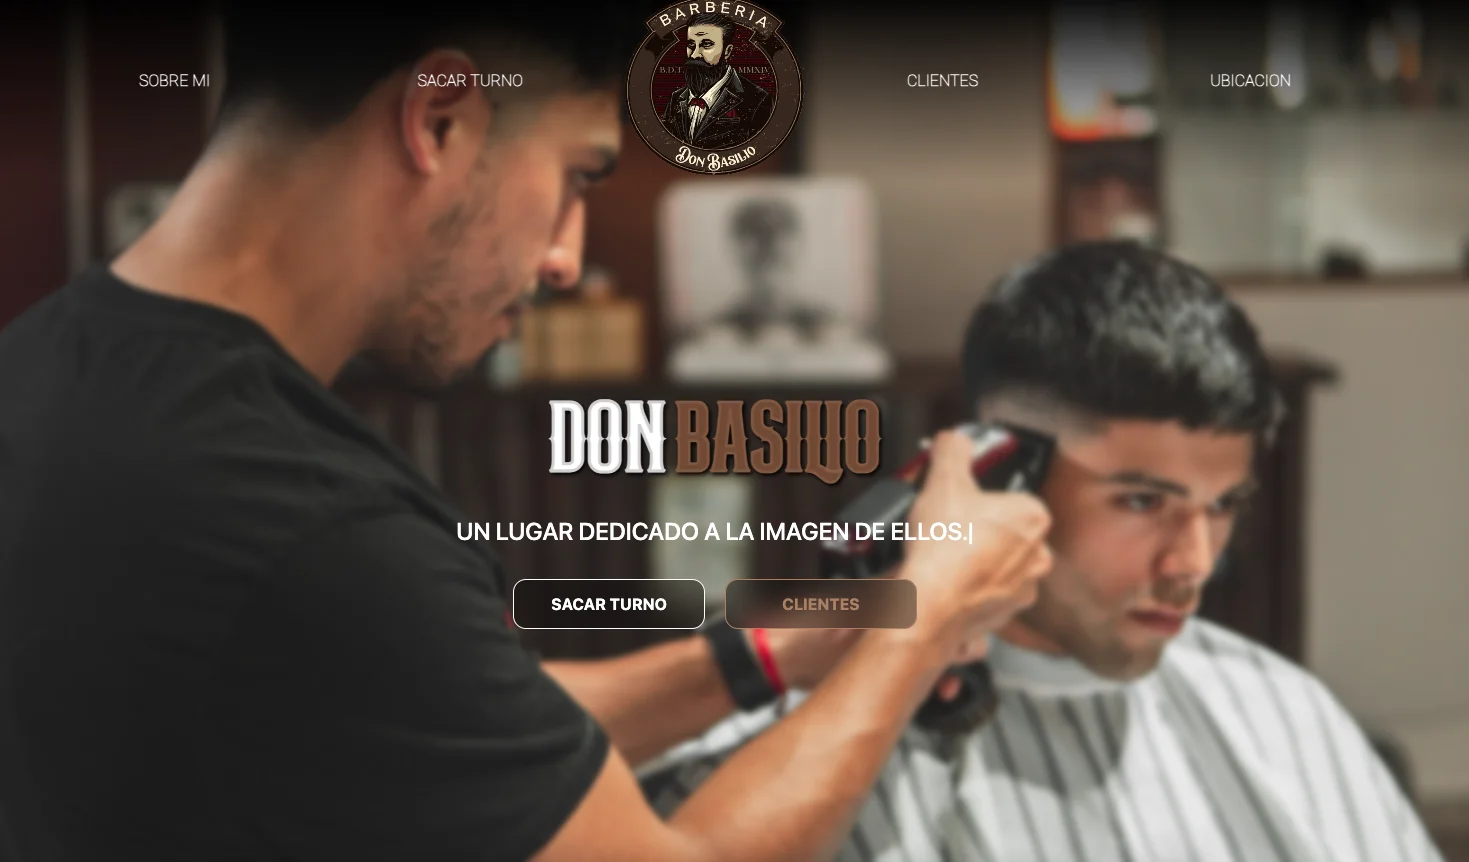 BARBERIA
B.D.T. MMXIV
DON BASILIO
SOBRE MI
SACAR TURNO
CLIENTES
UBICACION
DON BASILIO
UN LUGAR DEDICADO A LA IMAGEN DE ELLOS.|
SACAR TURNO
CLIENTES